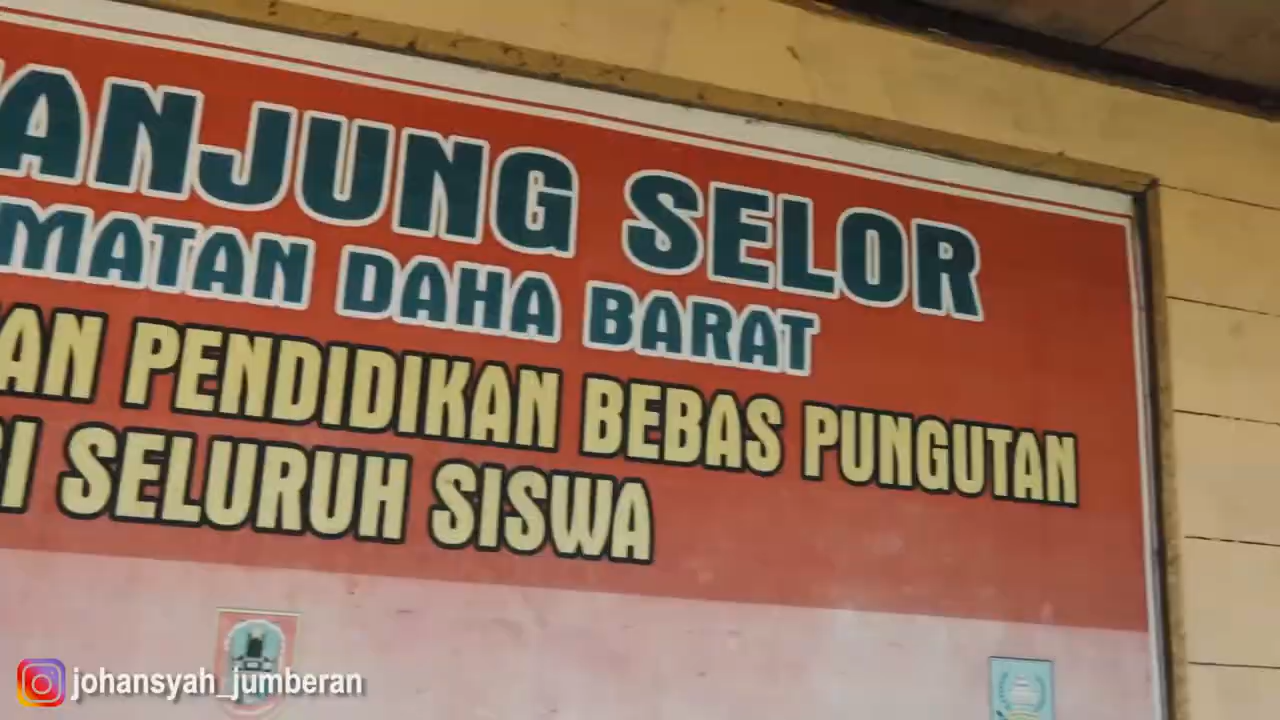 ANJUNG SELOR
MATAN DAHA BARAT
AN PENDIDIKAN BEBAS PUNGUTAN
I SELURUH SISWA
johansyah_jumberan